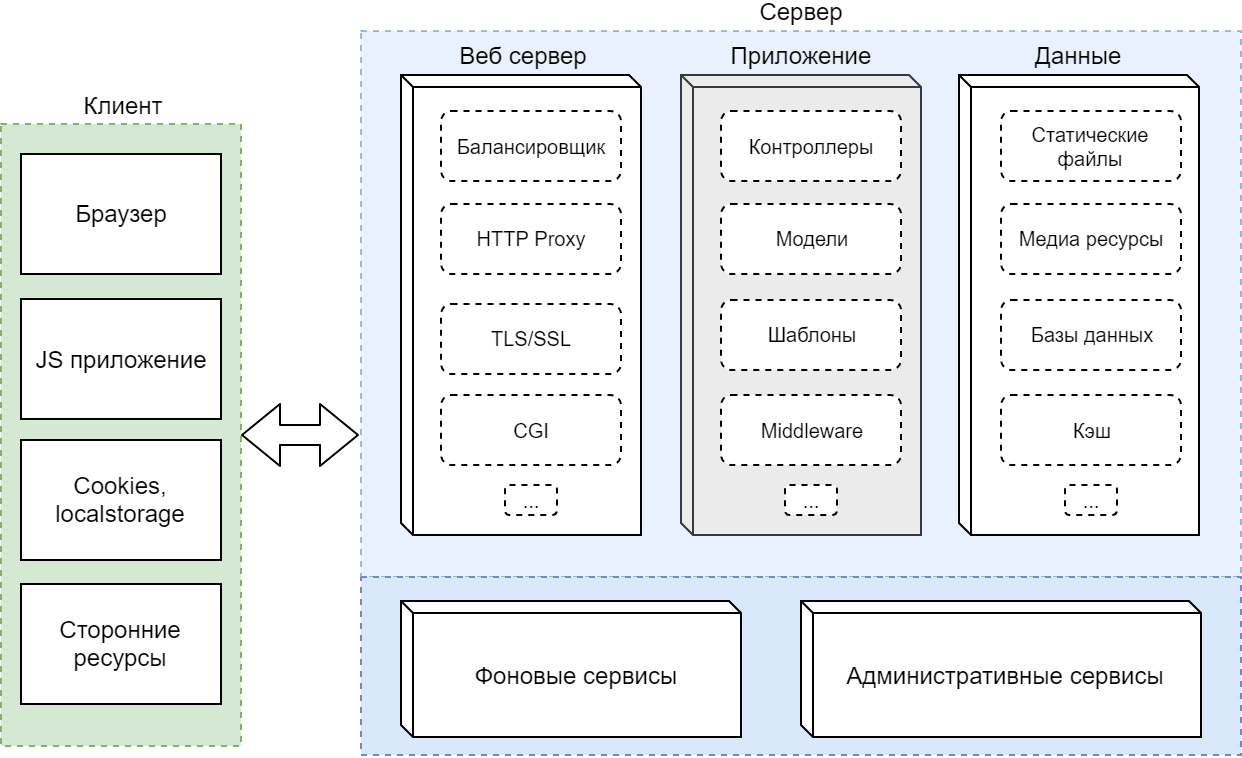 Клиент
Браузер
JS приложение
Cookies,
localstorage
Сторонние
ресурсы
Сервер
Веб сервер
Балансировщик
HTTP Proxy
TLS/SSL
CGI
...
Приложение
Контроллеры
Модели
Шаблоны
Middleware
...
Данные
Статические
файлы
Медиа ресурсы
Базы данных
Кэш
...
Фоновые сервисы
Административные сервисы